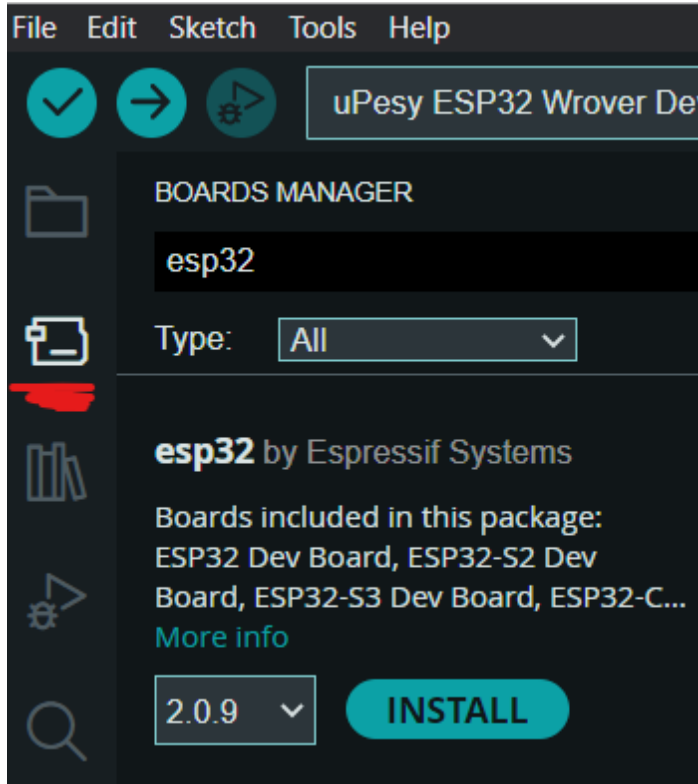 File Edit Sketch Tools Help
uPesy ESP32 Wrover De
BOARDS MANAGER
esp32
Type: All
esp32 by Espressif Systems
Boards included in this package:
ESP32 Dev Board, ESP32-S2 Dev
Board, ESP32-S3 Dev Board, ESP32-C...
More info
2.0.9 INSTALL